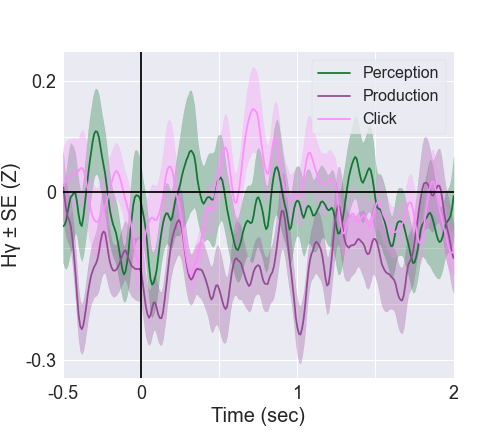 Perception
Production
Click
0.2
0
-0.3
Hγ ± SE (Z)
-0.5
0
1
2
Time (sec)